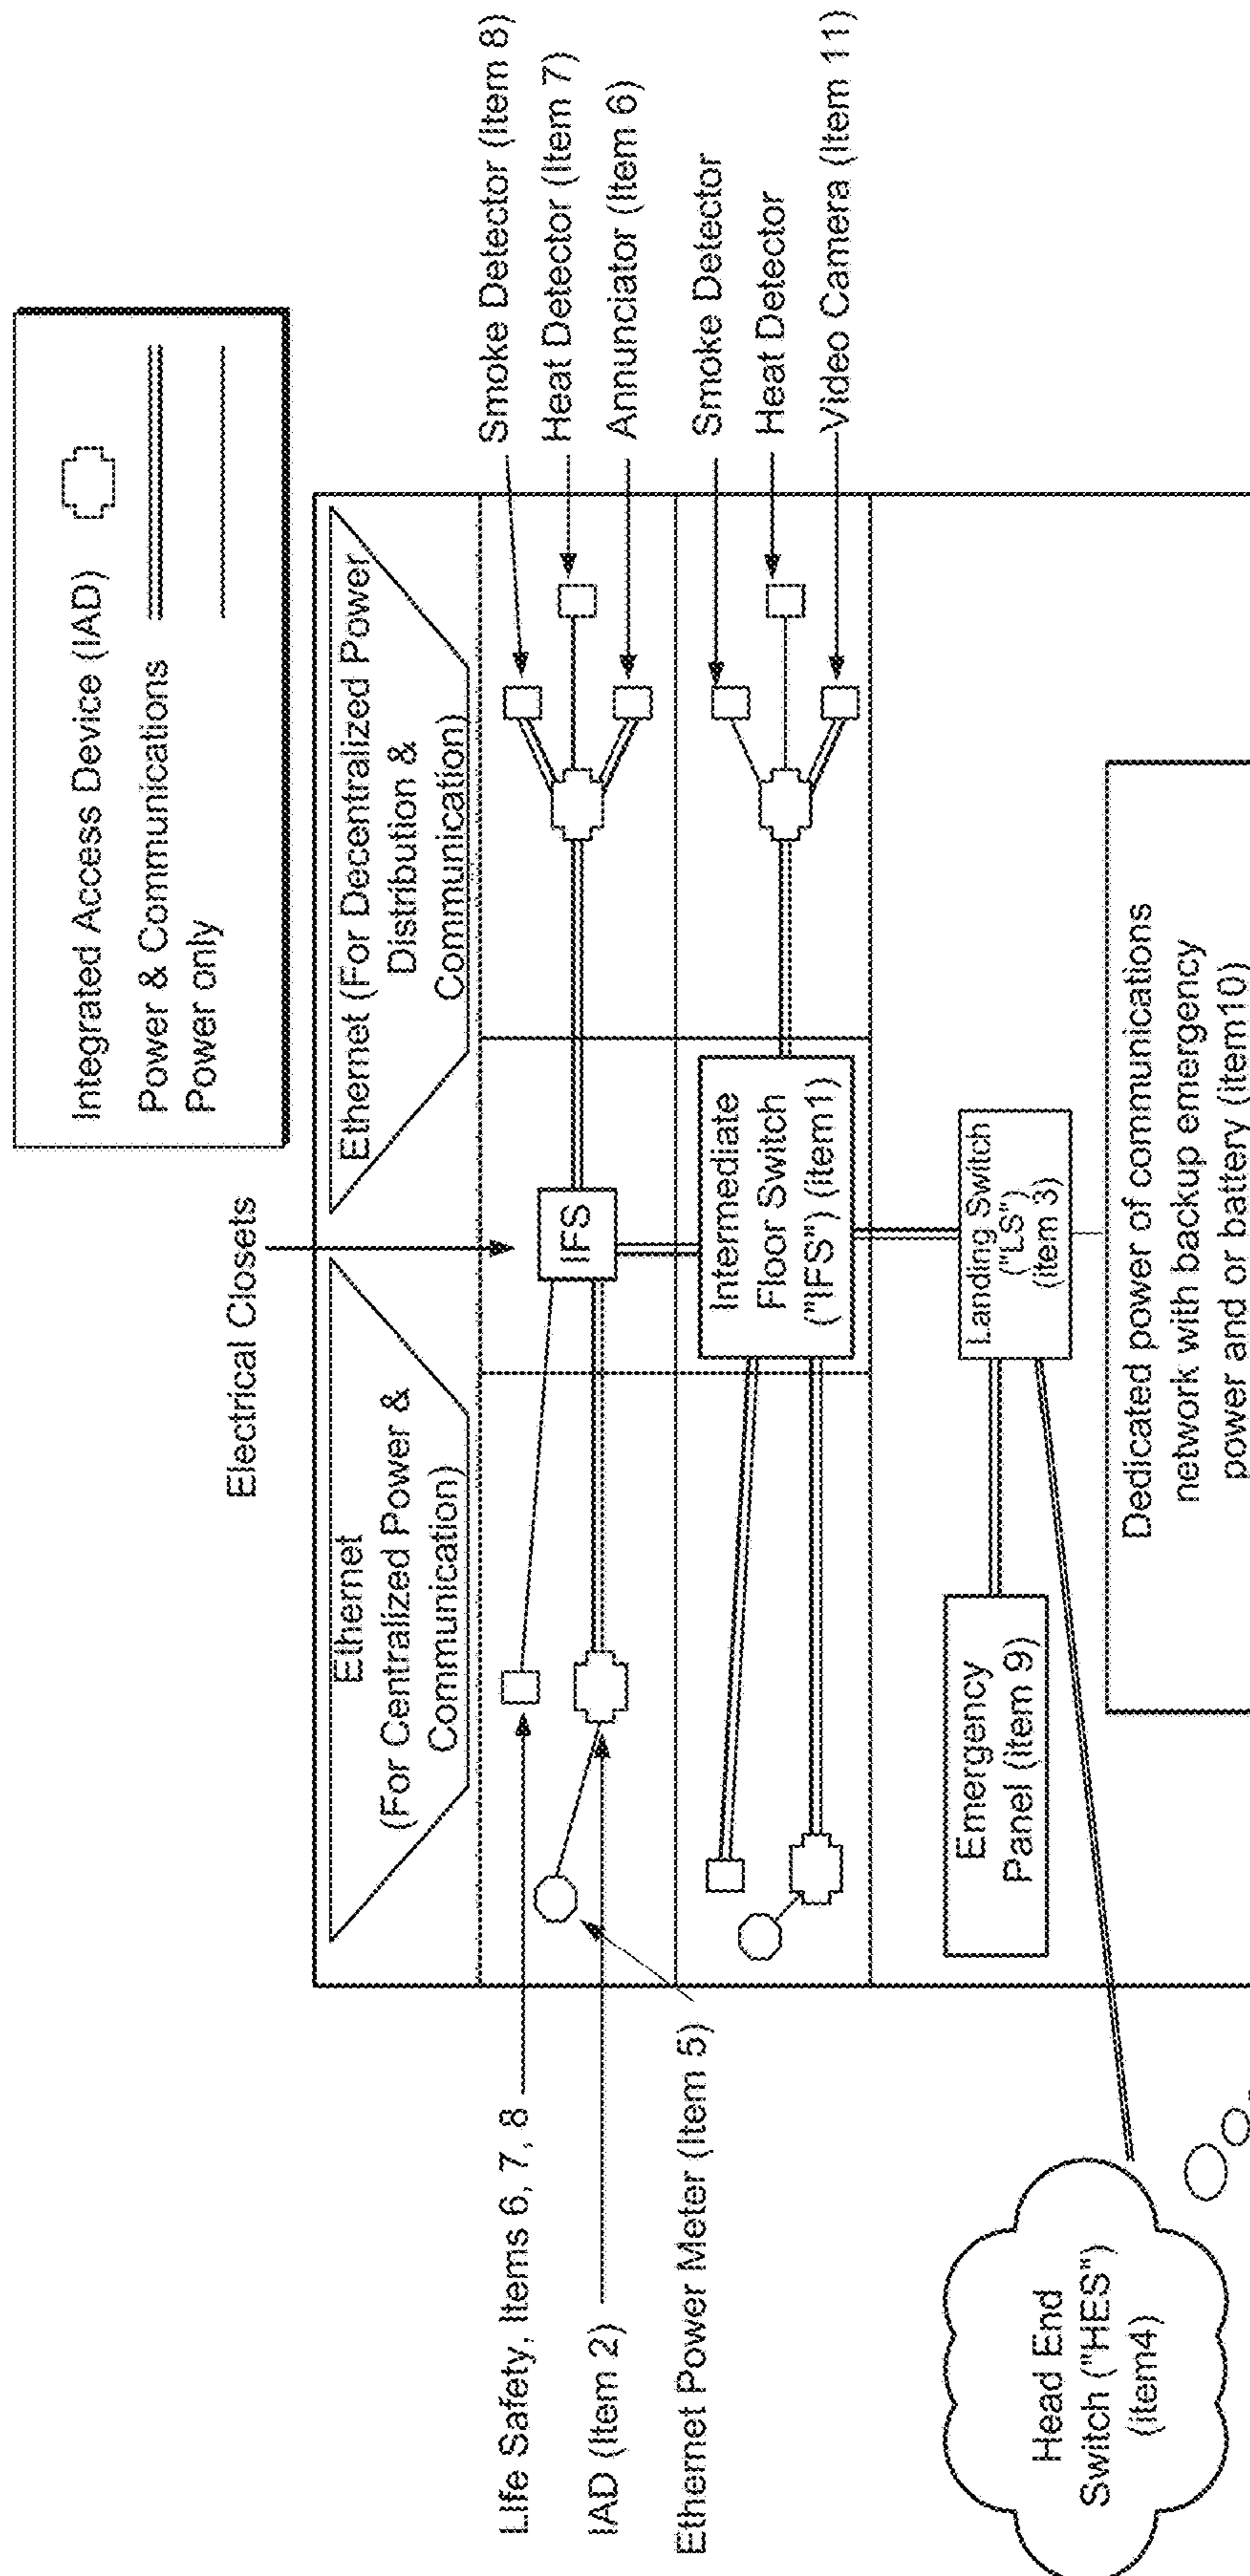 Integrated Access Device (IAD)
Power & Communications
Power only
Electrical Closets
Ethernet
(For Centralized Power &
Communication)
Ethernet (For Decentralized Power
Distribution &
Communication)
LIfe Safety, Items 6, 7, 8
IAD (Item 2)
Ethernet Power Meter (Item 5)
IFS
Smoke Detector (Item 8)
Heat Detector (Item 7)
Annunciator (Item 6)
Intermediate
Floor Switch
("IFS") (item1)
Smoke Detector
Heat Detector
Video Camera (Item 11)
Head End
Switch ("HES")
(item4)
Emergency
Panel (item 9)
Landing Switch
("LS")
(item 3)
Dedicated power of communications
network with backup emergency
power and or battery (item10)